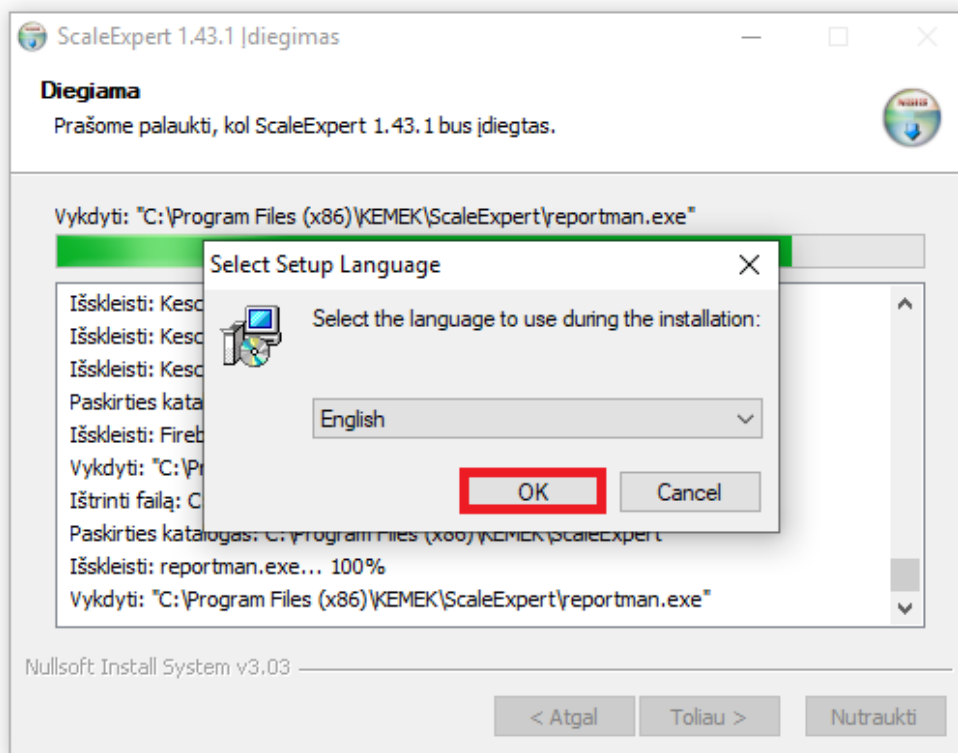 ScaleExpert 1.43.1 Įdiegimas
Diegiama
Prašome palaukti, kol ScaleExpert 1.43.1 bus įdiegtas.
Vykdyti: "C:\Program Files (x86)\KEMEK\ScaleExpert\reportman.exe"
Select Setup Language
Select the language to use during the installation:
English
OK
Cancel
Išskleisti: Kesc
Išskleisti: Kesc
Išskleisti: Kesc
Paskirties kata
Išskleisti: Fireb
Vykdyti: "C:\Pr
Ištrinti failą: C
Paskirties katalogas: C:\Program Files (x86)\KEMEK\ScaleExpert
Išskleisti: reportman.exe... 100%
Vykdyti: "C:\Program Files (x86)\KEMEK\ScaleExpert\reportman.exe"
Nullsoft Install System v3.03
< Atgal
Toliau >
Nutraukti